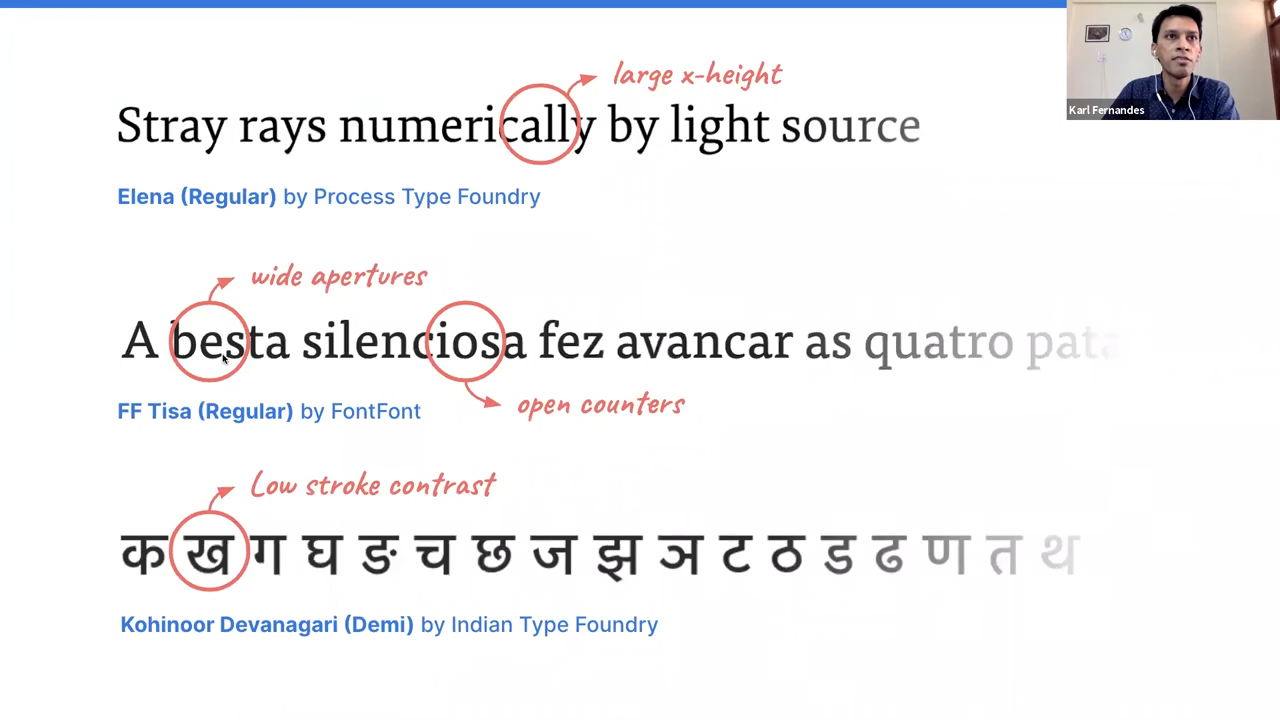 large x-height
Karl Fernandes
Stray rays numerically by light source
Elena (Regular) by Process Type Foundry
wide apertures
A besta silenciosa fez avancar as quatro pata
FF Tisa (Regular) by FontFont
open counters
Low stroke contrast
क ख ग घ ङ च छ ज झ ञ ट ठ ड ढ ण त थ
Kohinoor Devanagari (Demi) by Indian Type Foundry